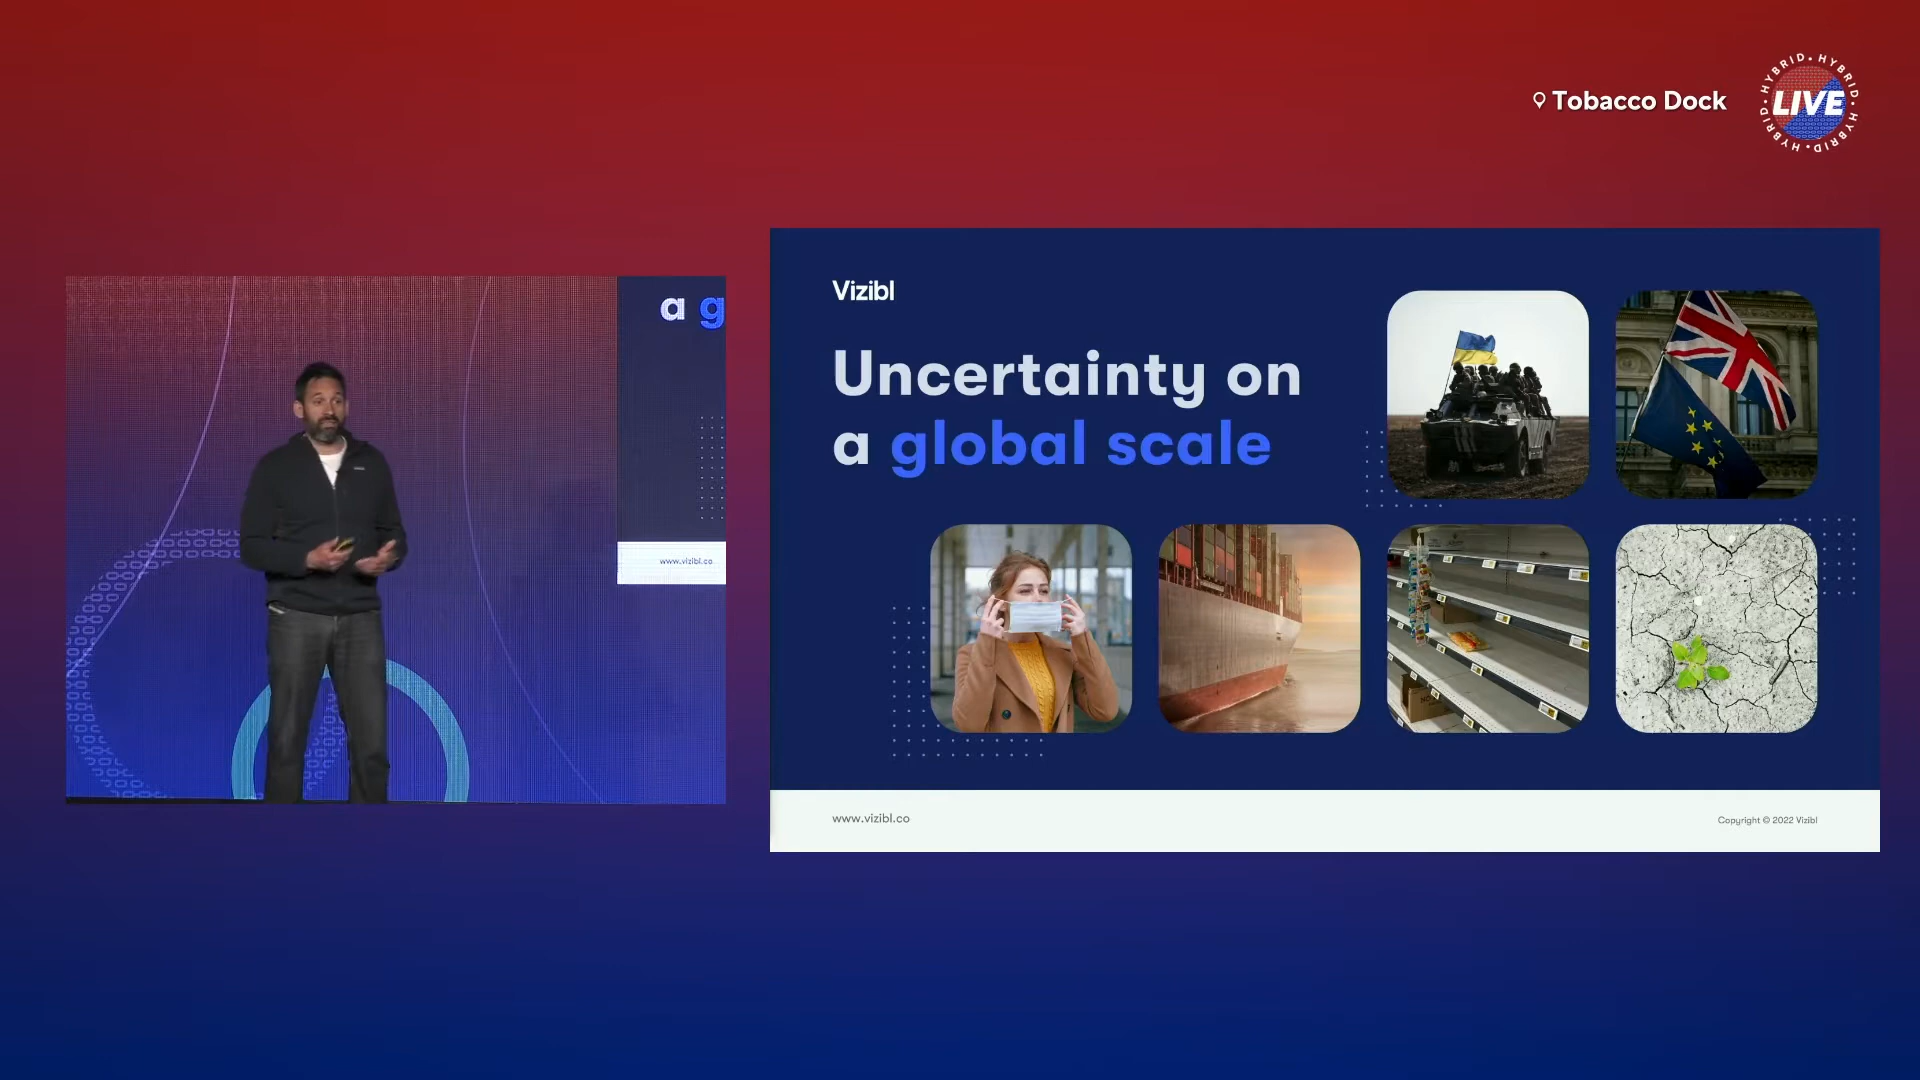 Tobacco Dock
HYBRID • HYBRID • HYBRID • HYBRID •
LIVE
a g
www.vizibl.co
Vizibl
Uncertainty on
a global scale
www.vizibl.co
Copyright © 2022 Vizibl